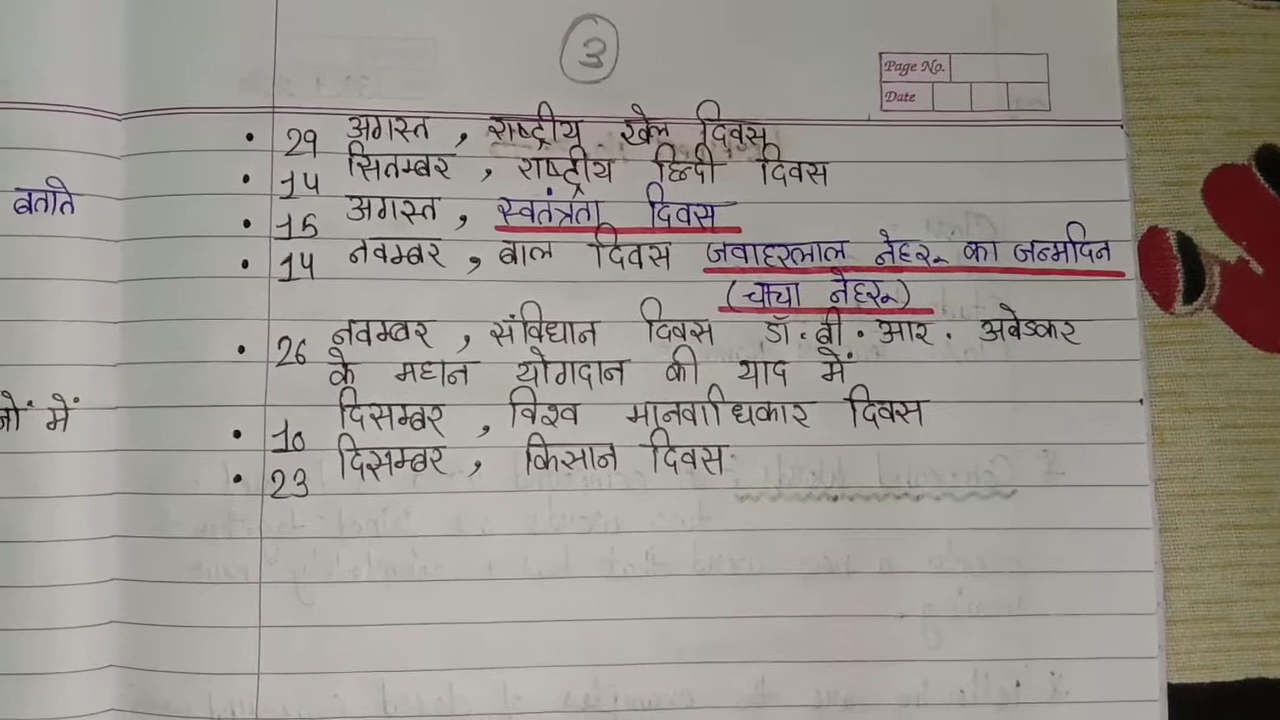 3
Page No.
Date
• 29 अगस्त , राष्ट्रीय खेल दिवस
• 14 सितम्बर , राष्ट्रीय हिन्दी दिवस
बताते
• 15 अगस्त , स्वतंत्रता दिवस
• 14 नवम्बर , बाल दिवस जवाहरलाल नेहरू का जन्मदिन
(चाचा नेहरू)
• 26 नवम्बर , संविधान दिवस डॉ. बी. आर. अंबेडकर
के महान योगदान की याद में
में
• 10 दिसम्बर , विश्व मानवाधिकार दिवस
• 23 दिसम्बर , किसान दिवस